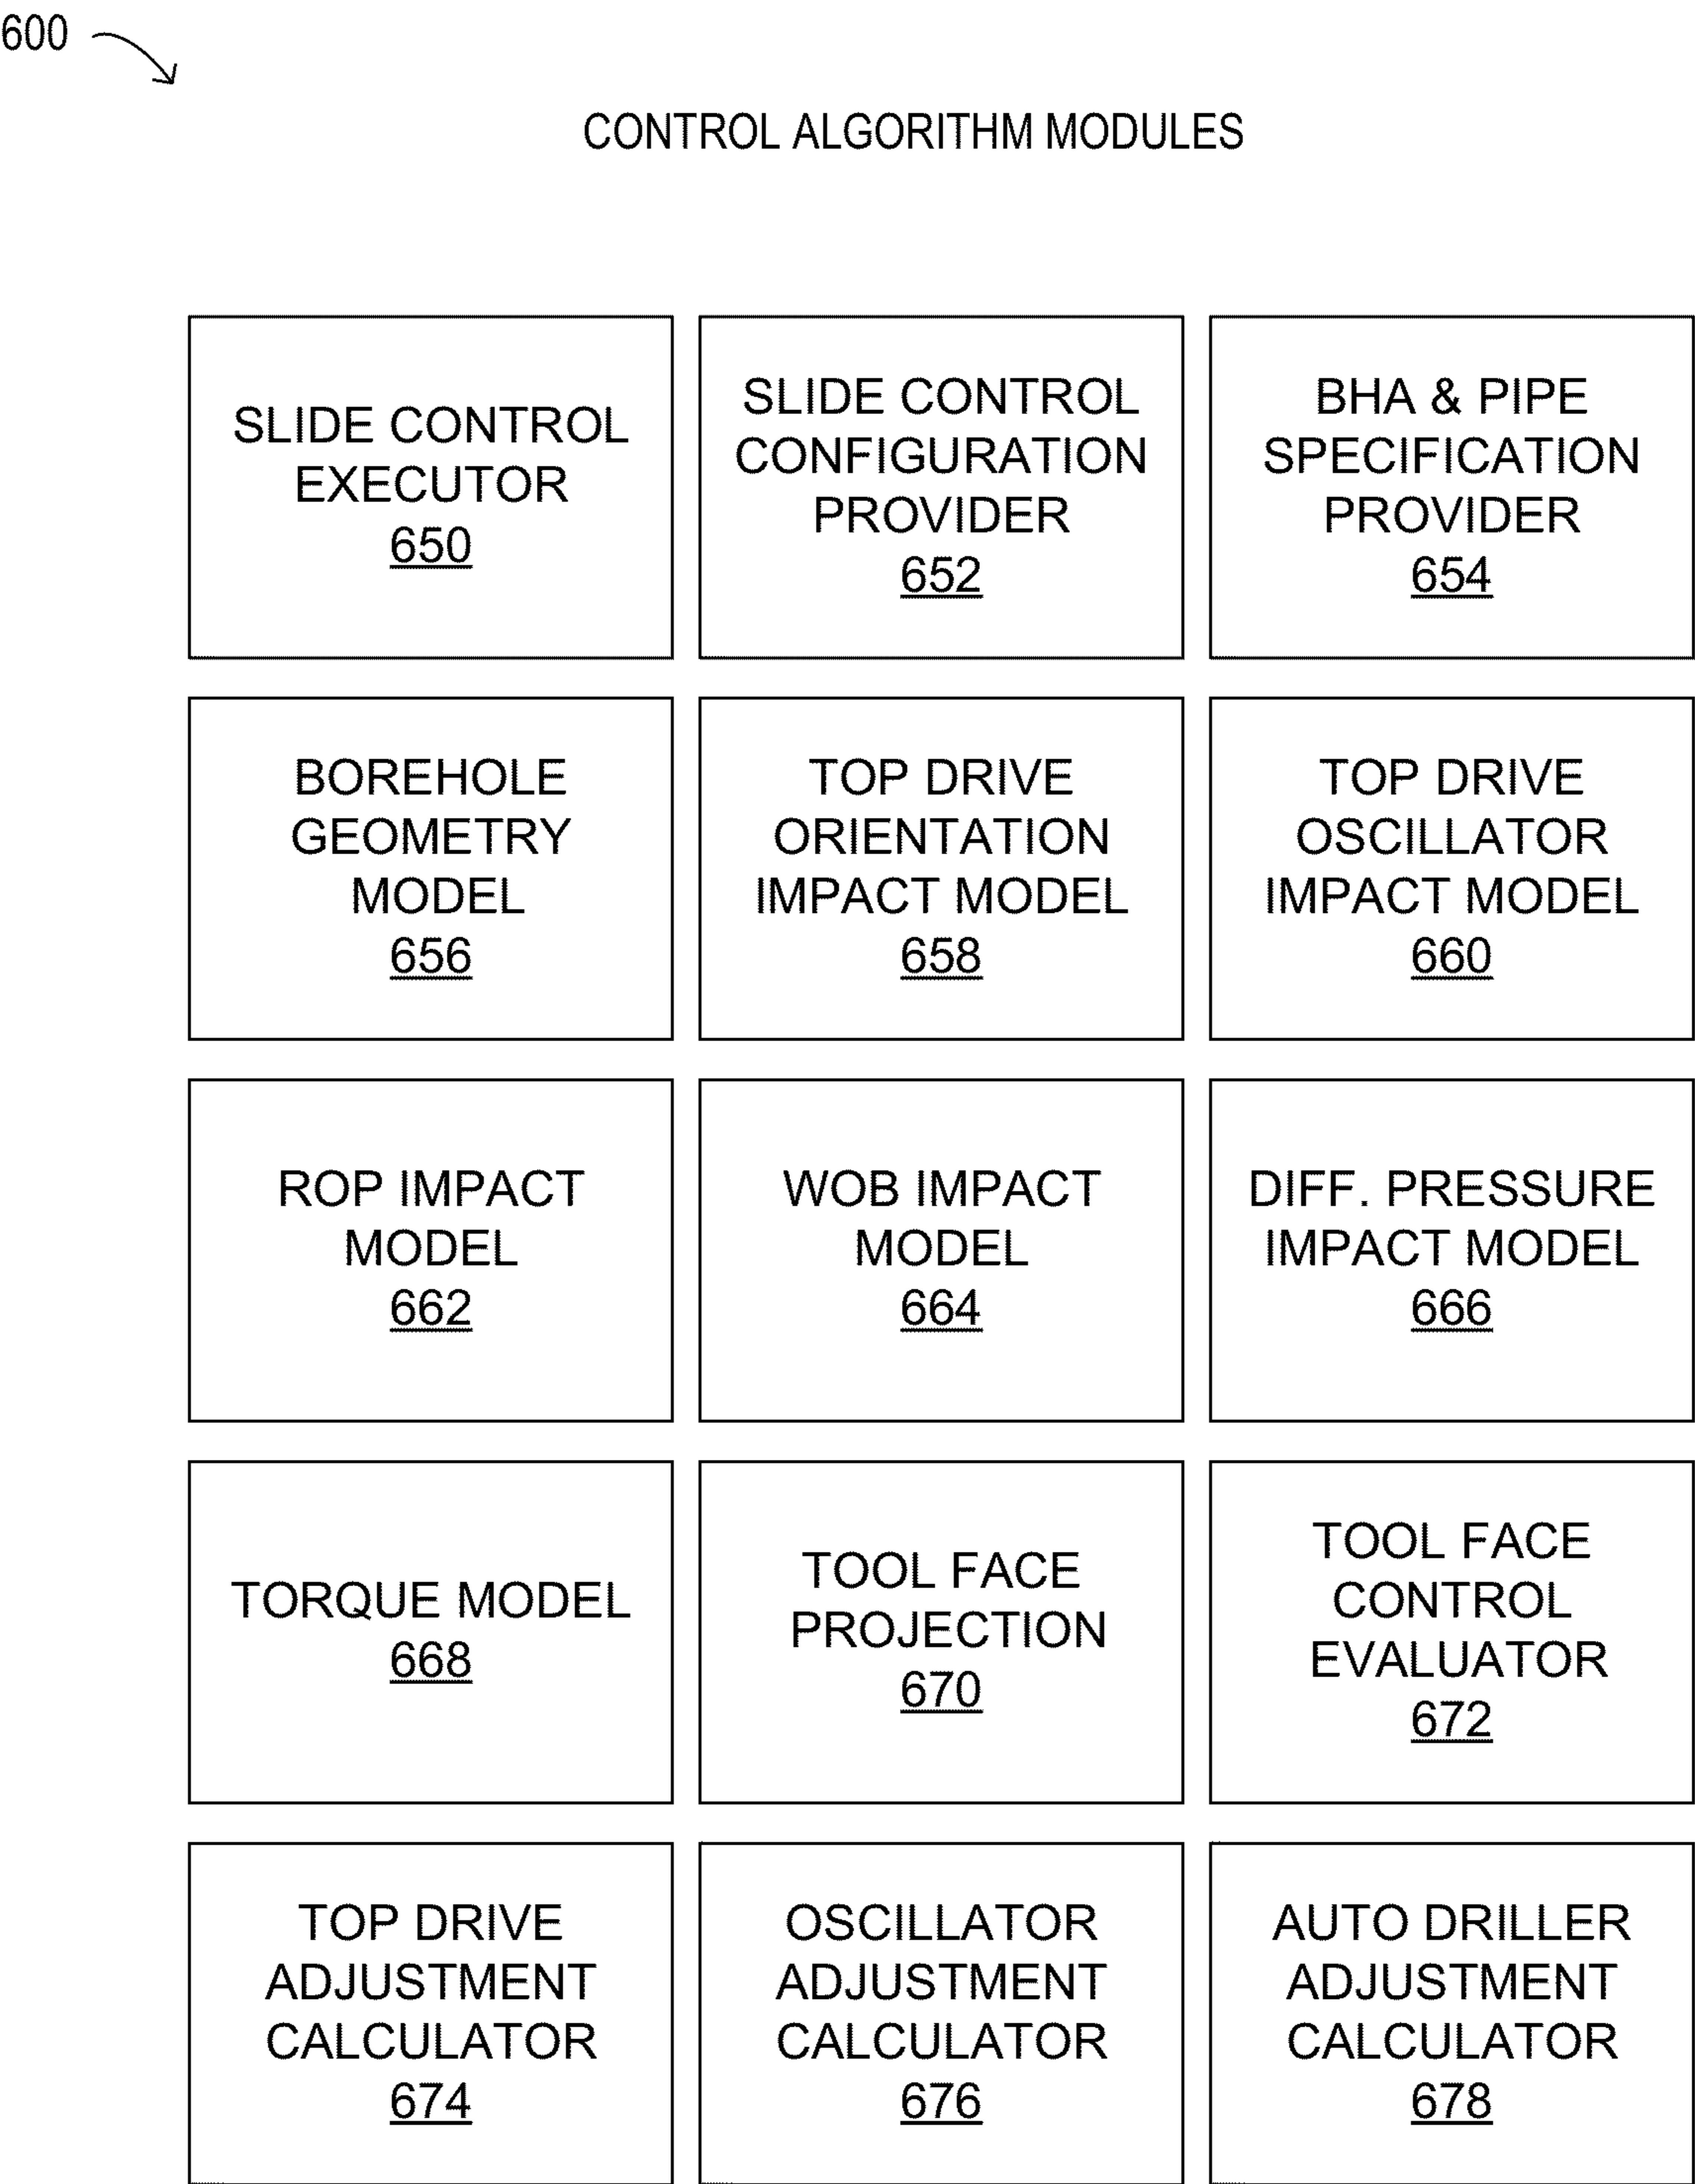 600
CONTROL ALGORITHM MODULES
SLIDE CONTROL
EXECUTOR
650
SLIDE CONTROL
CONFIGURATION
PROVIDER
652
BHA & PIPE
SPECIFICATION
PROVIDER
654
BOREHOLE
GEOMETRY
MODEL
656
TOP DRIVE
ORIENTATION
IMPACT MODEL
658
TOP DRIVE
OSCILLATOR
IMPACT MODEL
660
ROP IMPACT
MODEL
662
WOB IMPACT
MODEL
664
DIFF. PRESSURE
IMPACT MODEL
666
TORQUE MODEL
668
TOOL FACE
PROJECTION
670
TOOL FACE
CONTROL
EVALUATOR
672
TOP DRIVE
ADJUSTMENT
CALCULATOR
674
OSCILLATOR
ADJUSTMENT
CALCULATOR
676
AUTO DRILLER
ADJUSTMENT
CALCULATOR
678